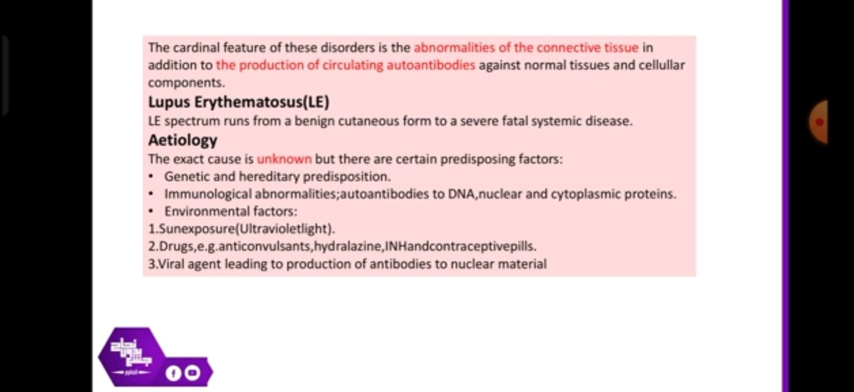 The cardinal feature of these disorders is the abnormalities of the connective tissue in
addition to the production of circulating autoantibodies against normal tissues and cellullar
components.
Lupus Erythematosus(LE)
LE spectrum runs from a benign cutaneous form to a severe fatal systemic disease.
Aetiology
The exact cause is unknown but there are certain predisposing factors:
• Genetic and hereditary predisposition.
• Immunological abnormalities;autoantibodies to DNA,nuclear and cytoplasmic proteins.
• Environmental factors:
1.Sunexposure(Ultravioletlight).
2.Drugs,e.g.anticonvulsants,hydralazine,INHandcontraceptivepills.
3.Viral agent leading to production of antibodies to nuclear material